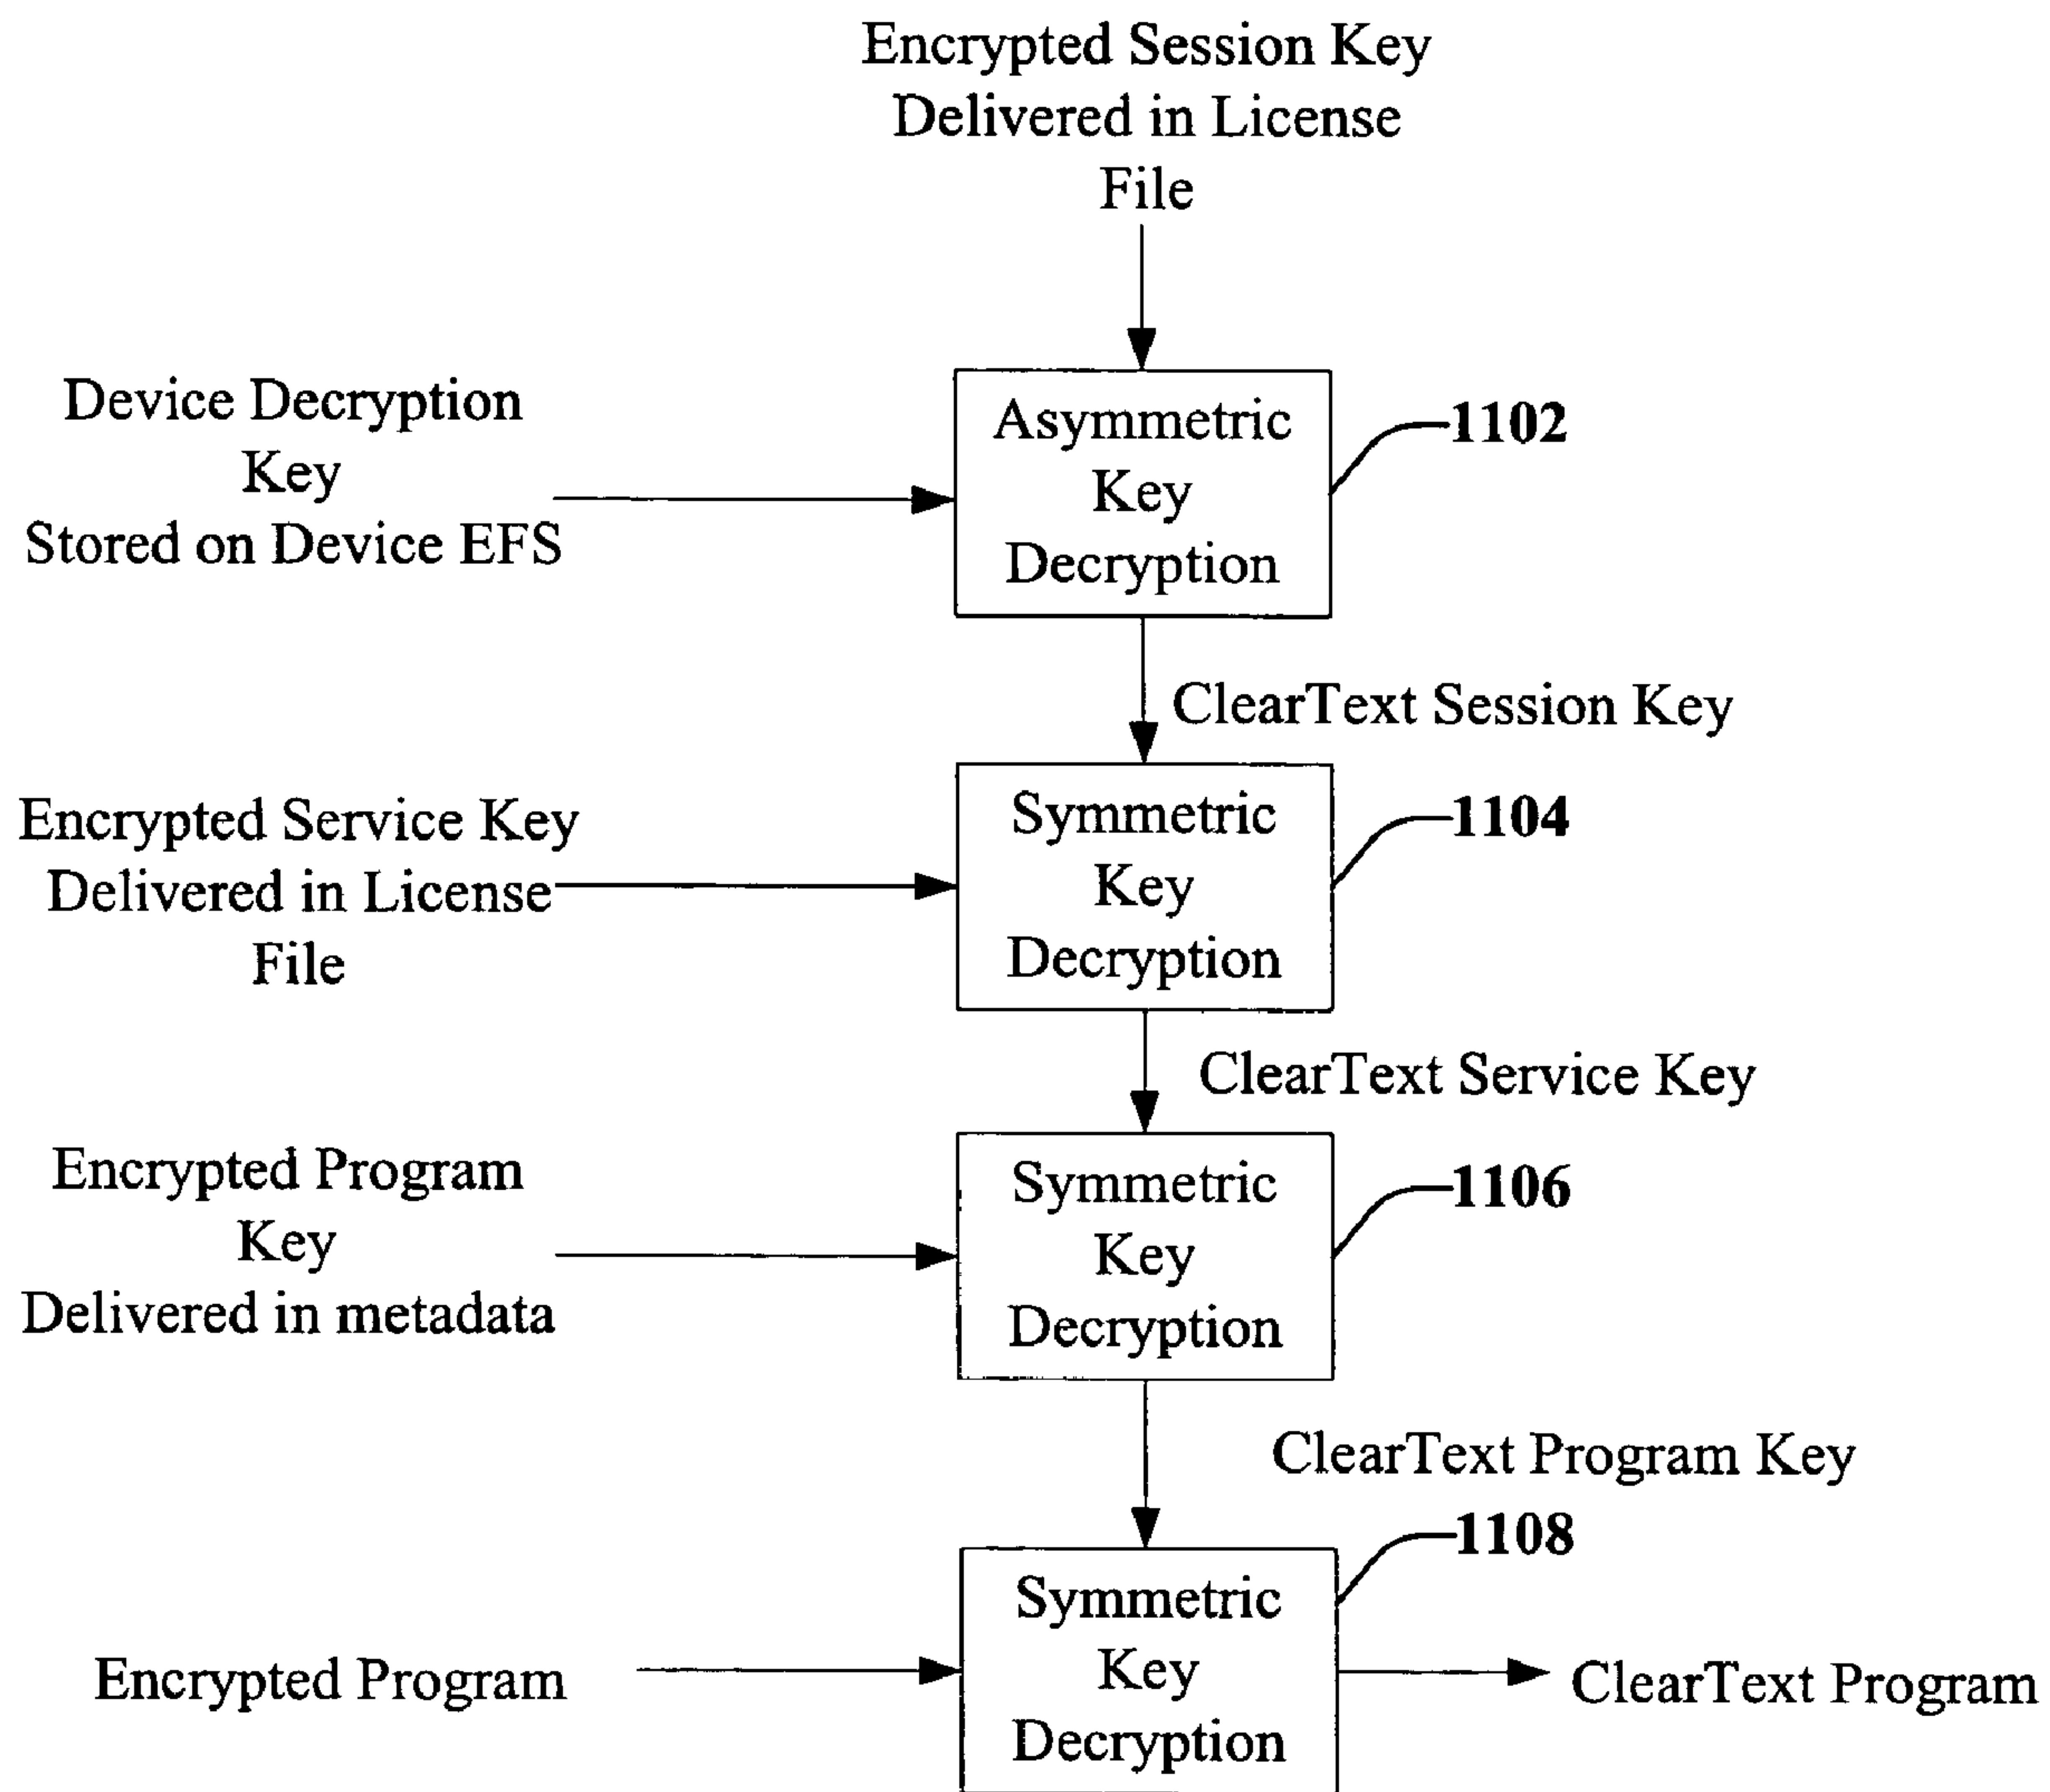 Encrypted Session Key
Delivered in License
File
Device Decryption
Key
Stored on Device EFS
Asymmetric
Key
Decryption
1102
ClearText Session Key
Encrypted Service Key
Delivered in License
File
Symmetric
Key
Decryption
1104
ClearText Service Key
Encrypted Program
Key
Delivered in metadata
Symmetric
Key
Decryption
1106
ClearText Program Key
1108
Encrypted Program
Symmetric
Key
Decryption
ClearText Program